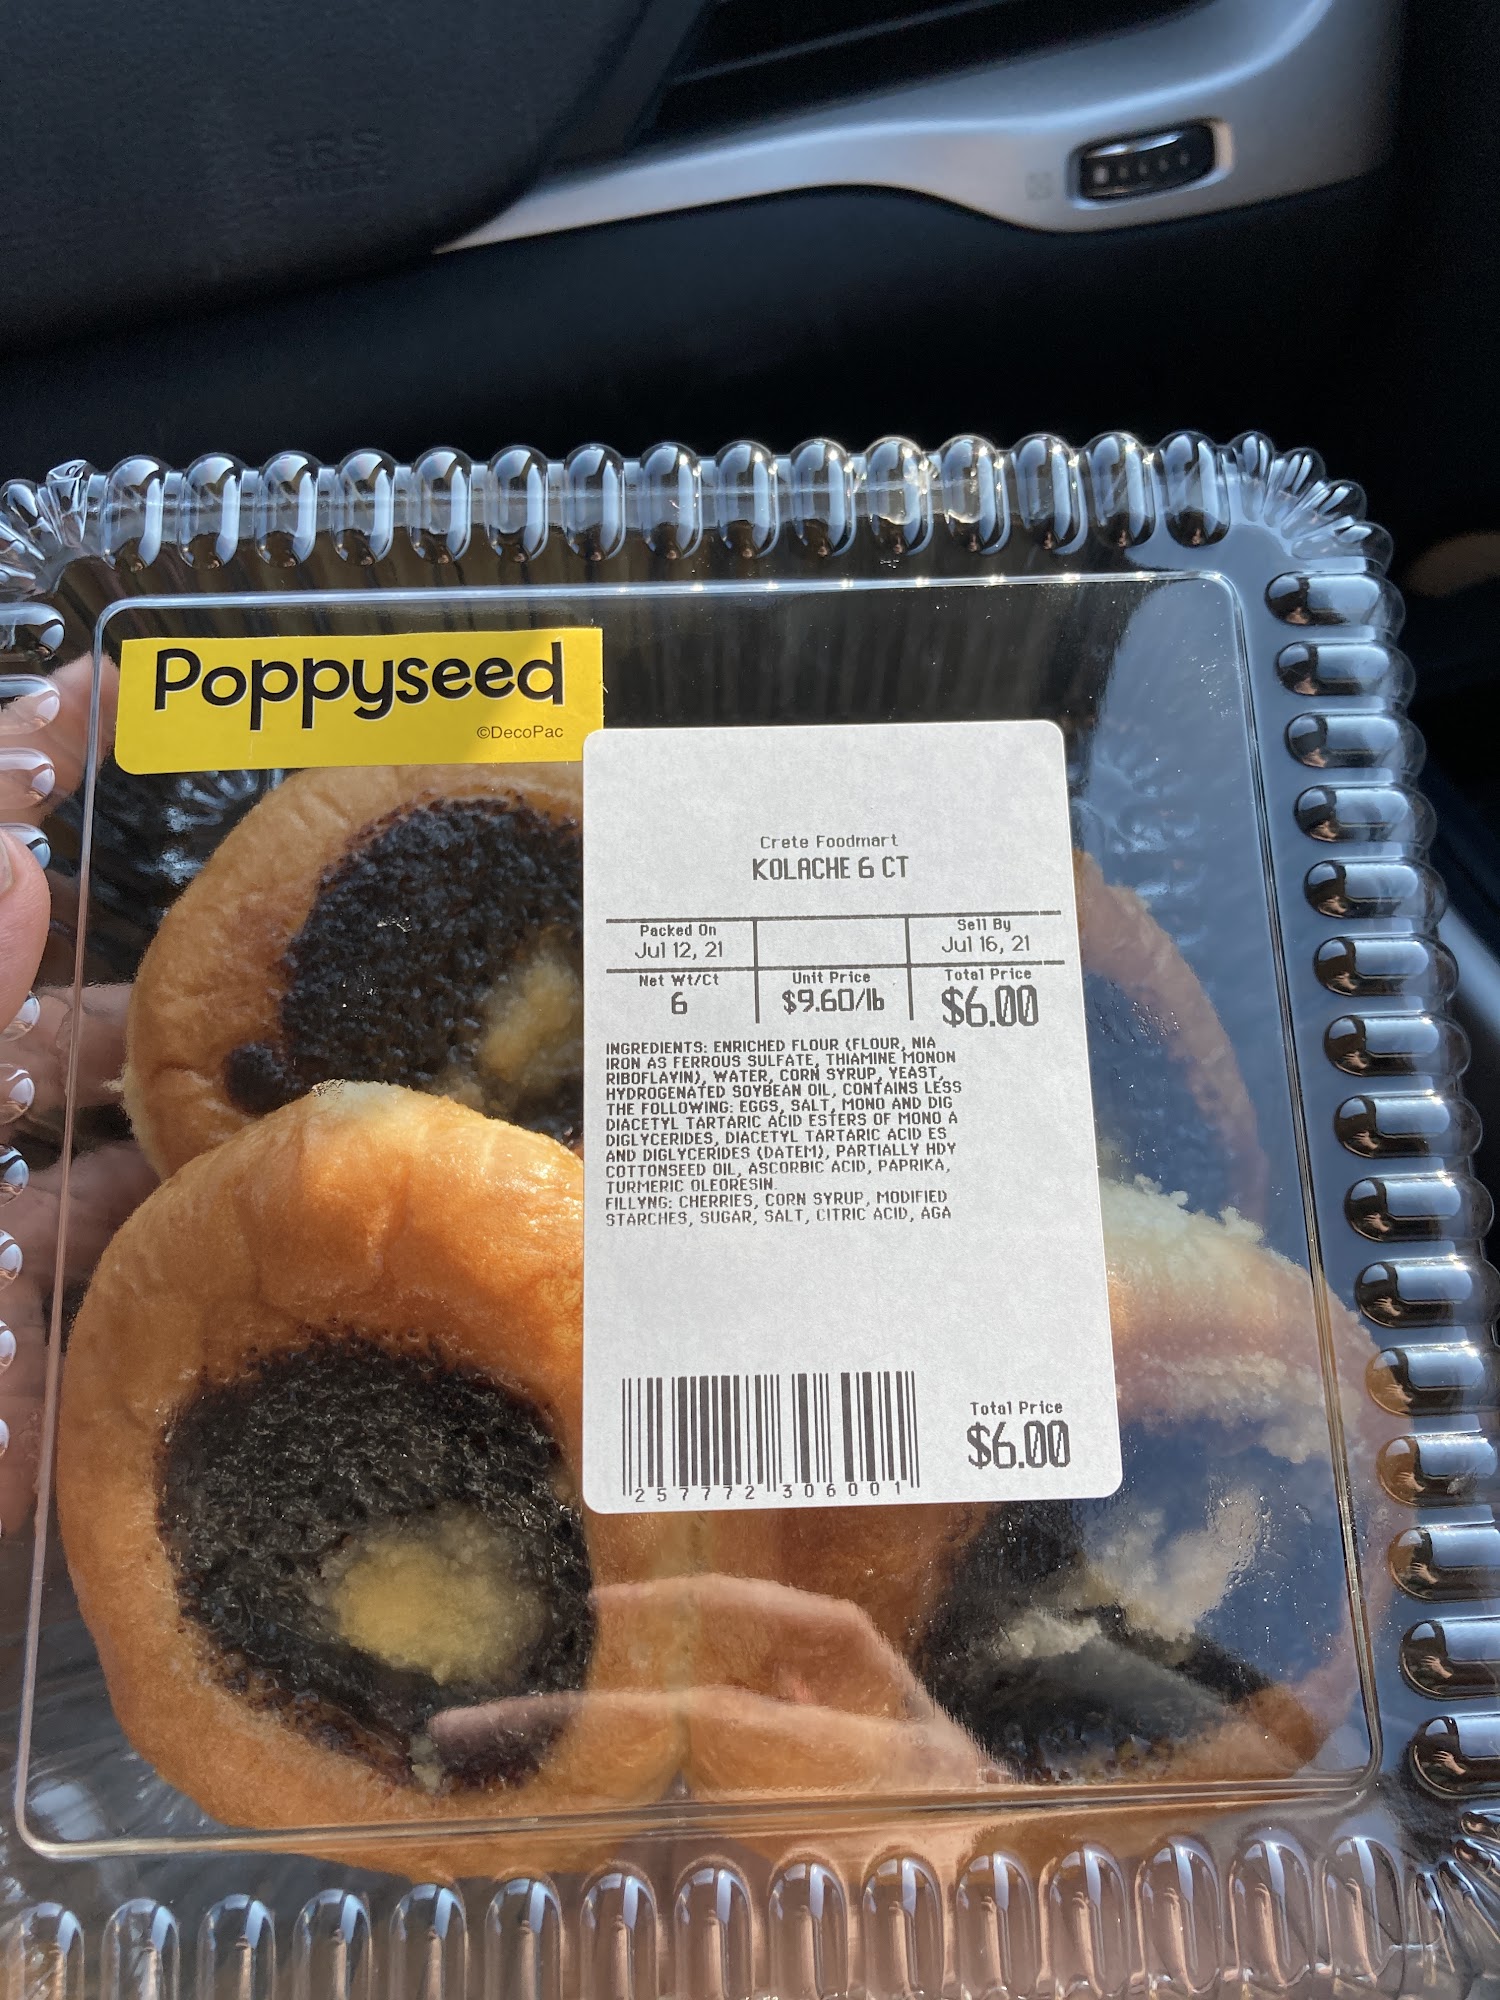 SRS
AIRBAG
Poppyseed
©DecoPac
Crete Foodmart
KOLACHE 6 CT
Packed On
Jul 12, 21
Sell By
Jul 16, 21
Net Wt/Ct
6
Unit Price
$9.60/lb
Total Price
$6.00
INGREDIENTS: ENRICHED FLOUR (FLOUR, NIA
IRON AS FERROUS SULFATE, THIAMINE MONON
RIBOFLAVIN), WATER, CORN SYRUP, YEAST,
HYDROGENATED SOYBEAN OIL, CONTAINS LESS
THE FOLLOWING: EGGS, SALT, MONO AND DIG
DIACETYL TARTARIC ACID ESTERS OF MONO A
DIGLYCERIDES, DIACETYL TARTARIC ACID ES
AND DIGLYCERIDES (DATEM), PARTIALLY HDY
COTTONSEED OIL, ASCORBIC ACID, PAPRIKA,
TURMERIC OLEORESIN.
FILLYNG: CHERRIES, CORN SYRUP, MODIFIED
STARCHES, SUGAR, SALT, CITRIC ACID, AGA
2 57772 306001
Total Price
$6.00